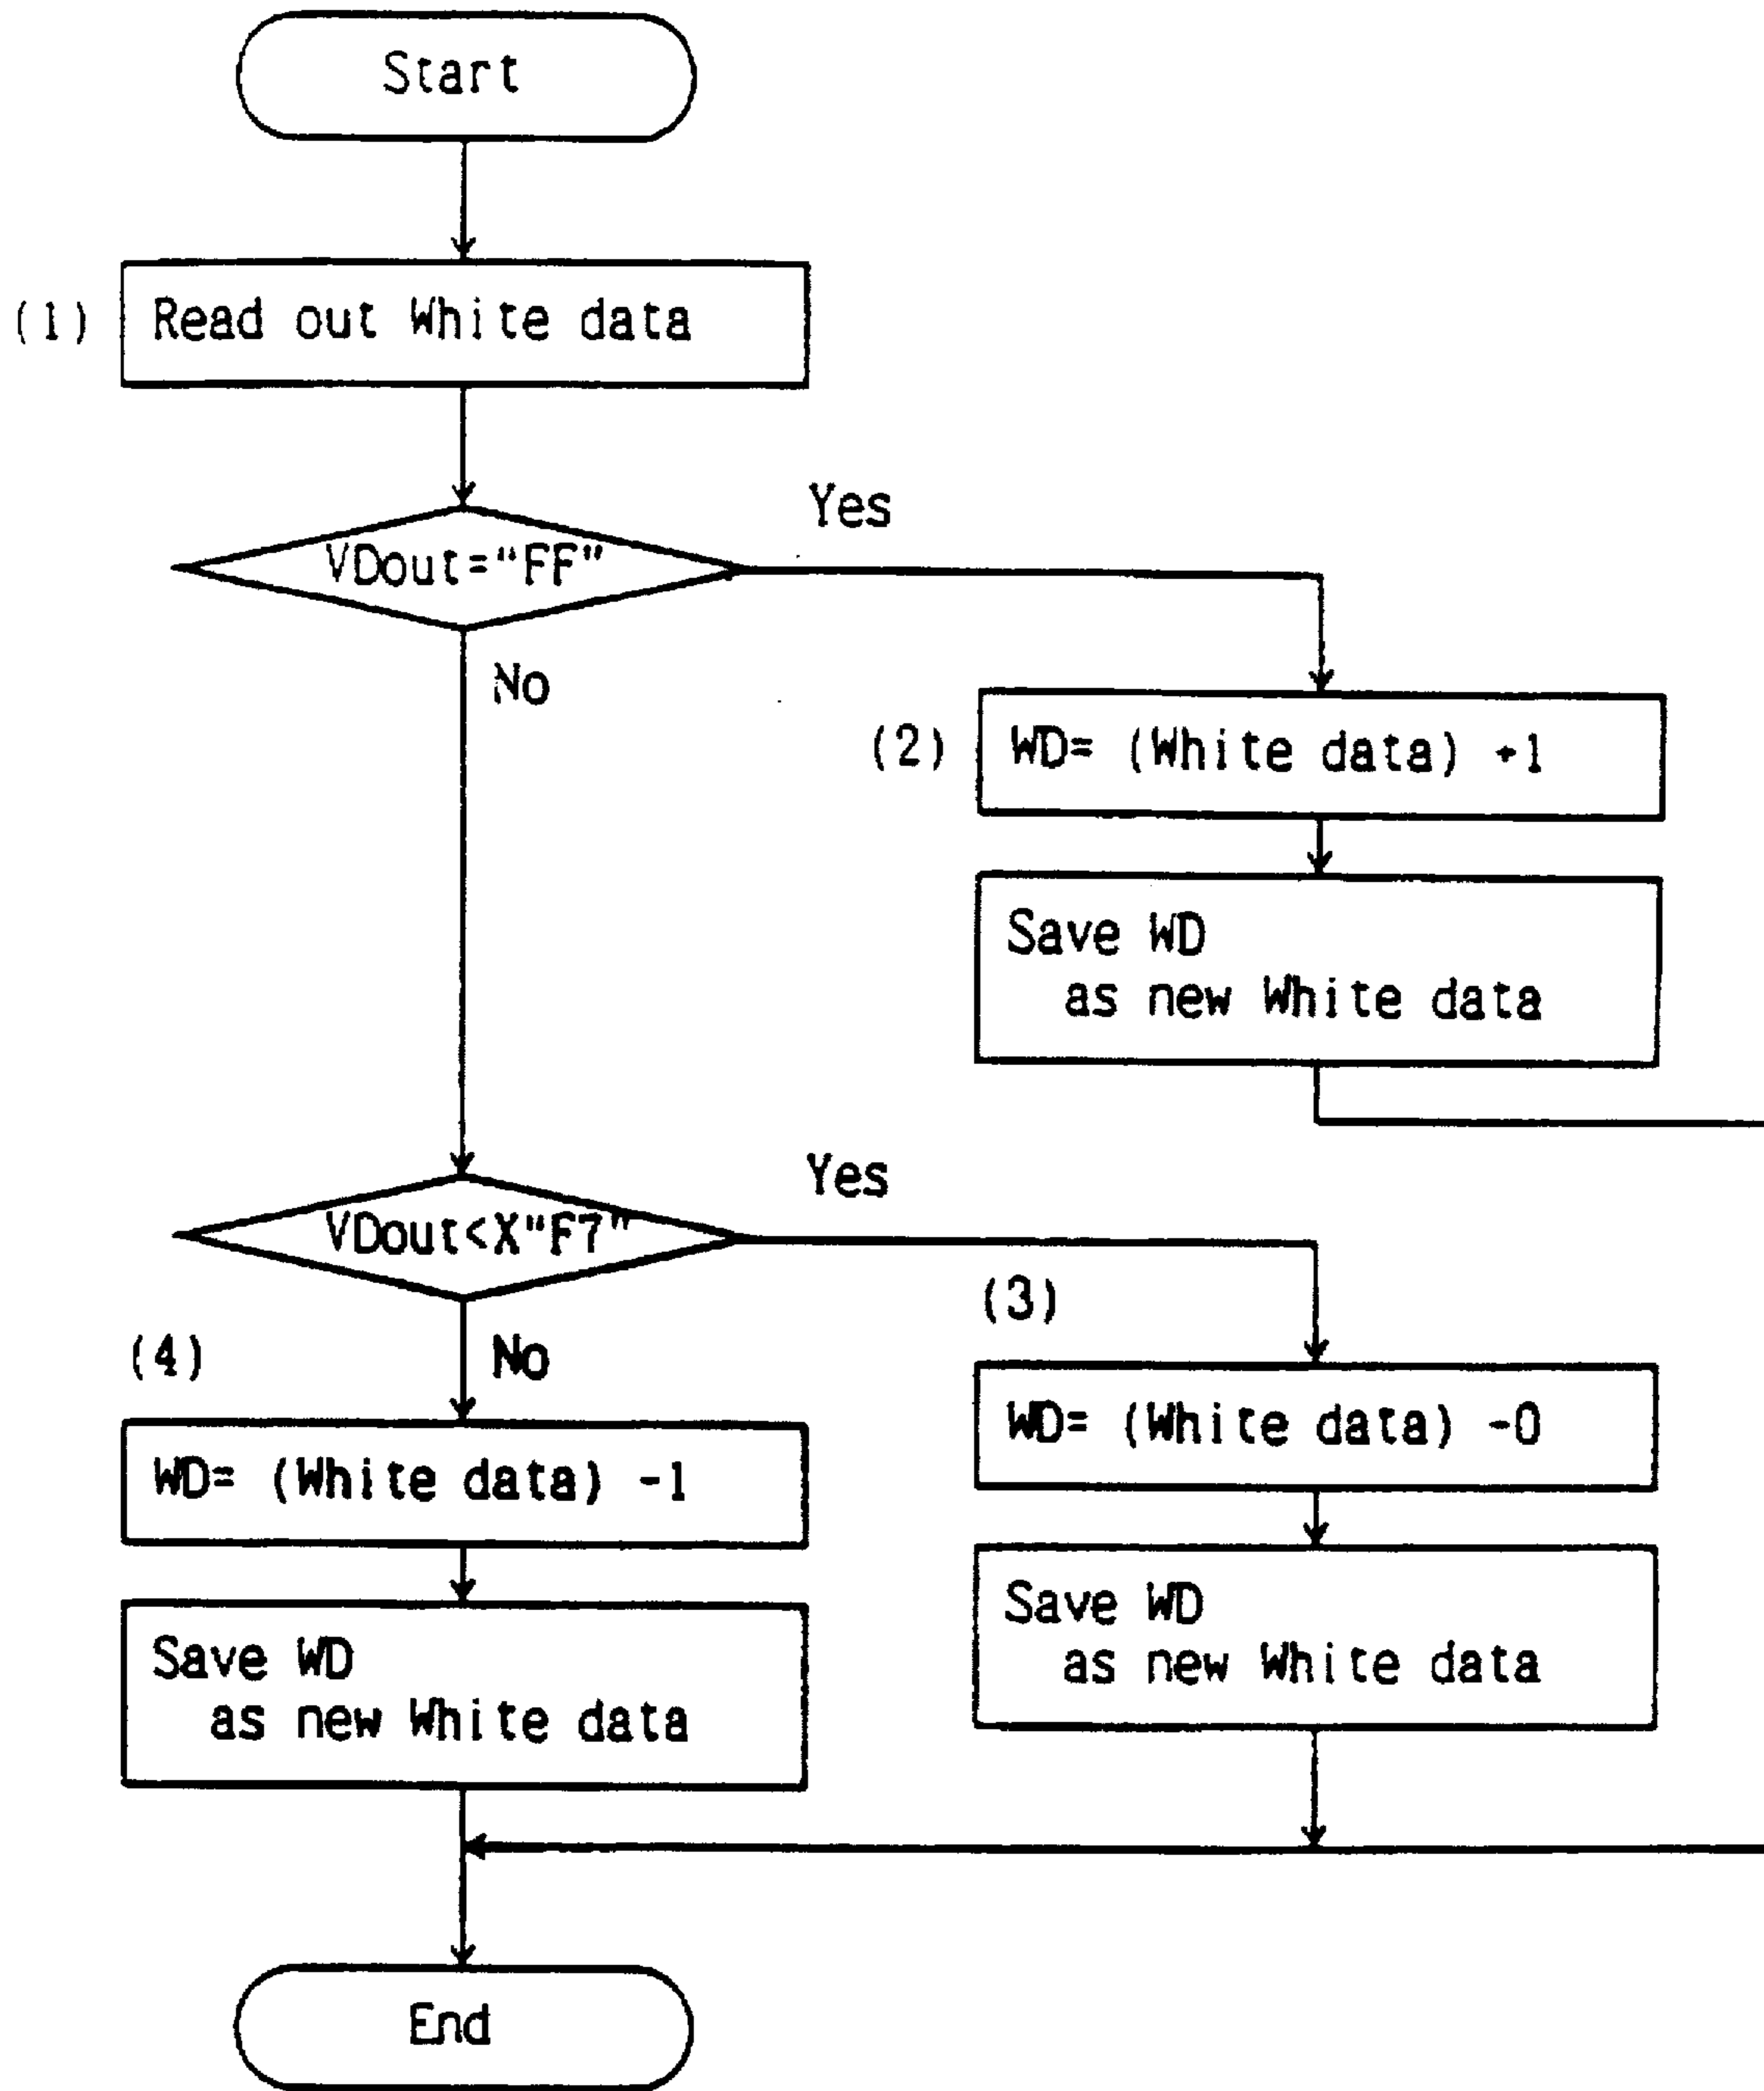 Start
(1) Read out White data
VDout="FF"
Yes
No
(2) WD= (White data) +1
Save WD
as new White data
VDout<X"F7"
Yes
No
(3)
WD= (White data) -0
Save WD
as new White data
(4)
WD= (White data) -1
Save WD
as new White data
End